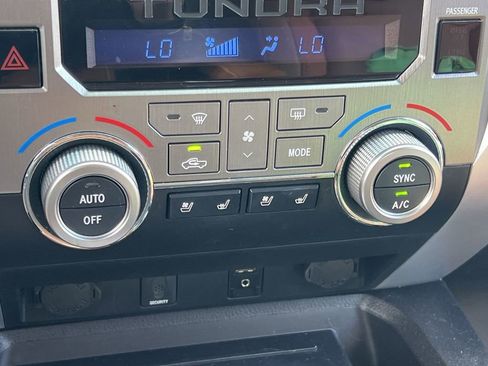 TUNDRA
PASSENGER
LO LO
MODE
AUTO
OFF
SYNC
A/C
SECURITY